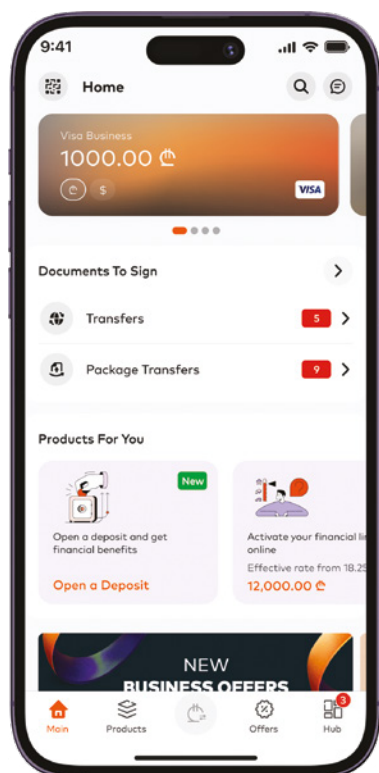 9:41
Home
Visa Business
1000.00 ₾
₾ $
VISA
Documents To Sign
Transfers 5
Package Transfers 9
Products For You
New
Open a deposit and get
financial benefits
Open a Deposit
Activate your financial
online
Effective rate from 18.25
12,000.00 ₾
NEW
BUSINESS OFFERS
3
Main Products ₾ Offers Hub